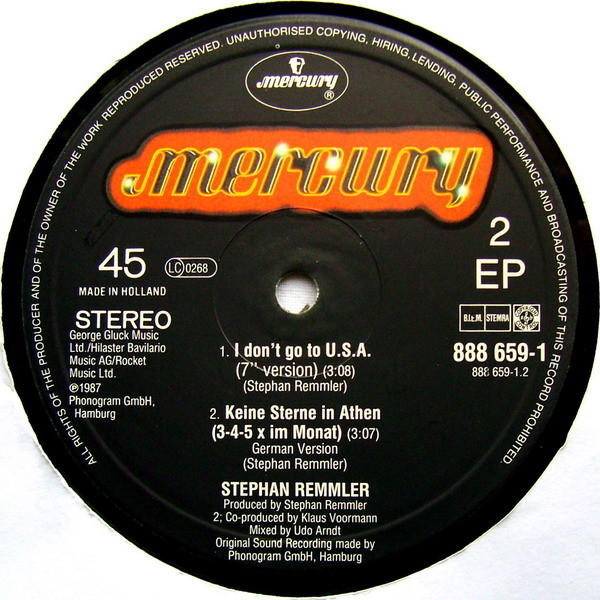 ALL RIGHTS OF THE PRODUCER AND OF THE OWNER OF THE WORK REPRODUCED RESERVED. UNAUTHORISED COPYING, HIRING, LENDING, PUBLIC PERFORMANCE AND BROADCASTING OF THIS RECORD PROHIBITED.
mercury
®
mercury
2
EP
45
LC 0268
MADE IN HOLLAND
STEREO
George Gluck Music
Ltd./Hilaster Bavilario
Music AG/Rocket
Music Ltd.
℗1987
Phonogram GmbH,
Hamburg
B.I.E.M. STEMRA
888 659-1
888 659-1.2
1. I don't go to U.S.A.
(7" version) (3:08)
(Stephan Remmler)
2. Keine Sterne in Athen
(3-4-5 x im Monat) (3:07)
German Version
(Stephan Remmler)
STEPHAN REMMLER
Produced by Stephan Remmler
2; Co-produced by Klaus Voormann
Mixed by Udo Arndt
Original Sound Recording made by
Phonogram GmbH, Hamburg